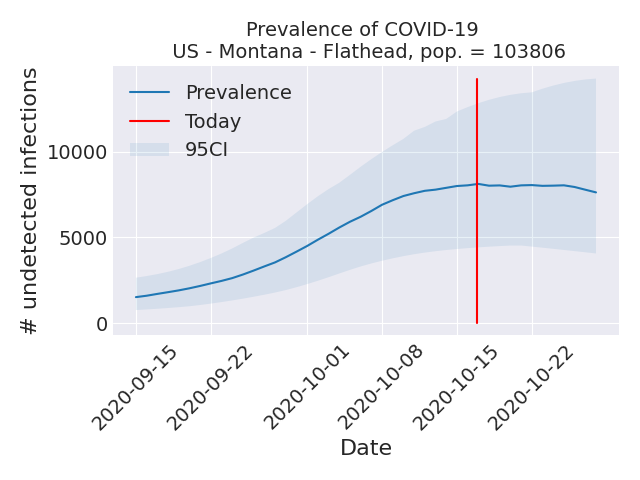 Prevalence of COVID-19
US - Montana - Flathead, pop. = 103806
# undetected infections
10000
5000
0
Prevalence
Today
95CI
2020-09-15
2020-09-22
2020-10-01
2020-10-08
2020-10-15
2020-10-22
Date